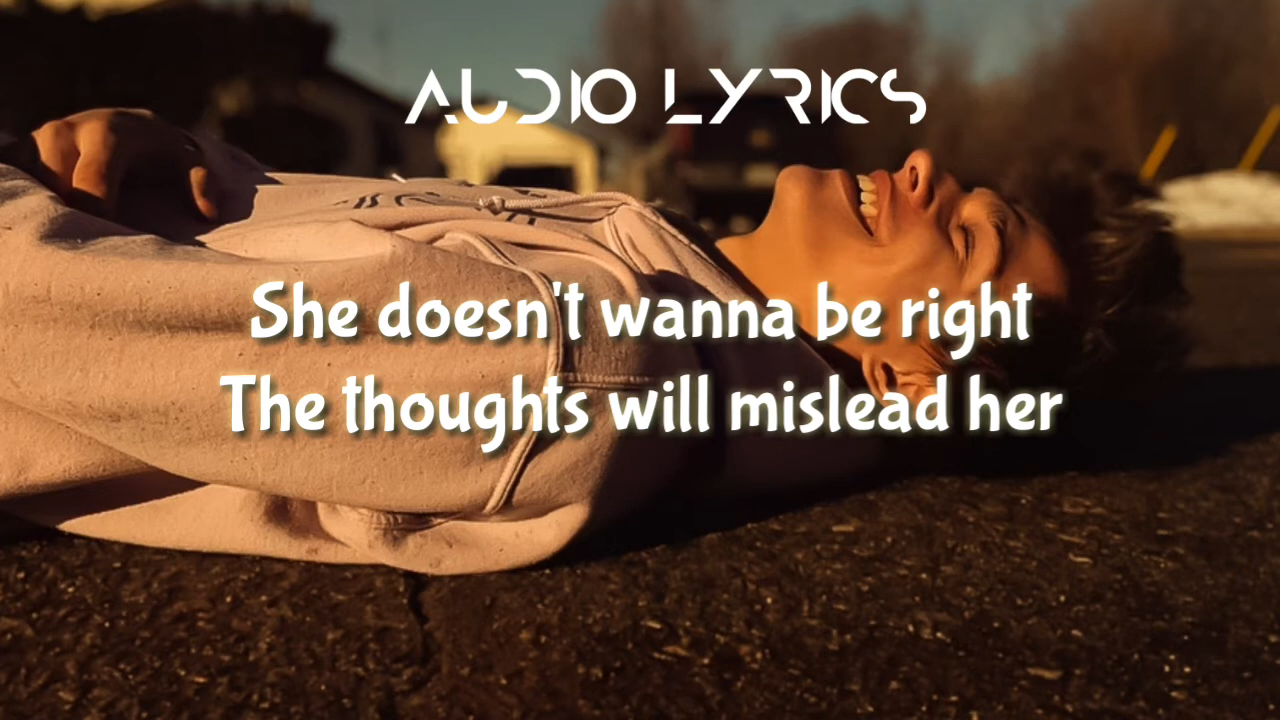 AUDIO LYRICS
She doesn't wanna be right
The thoughts will mislead her